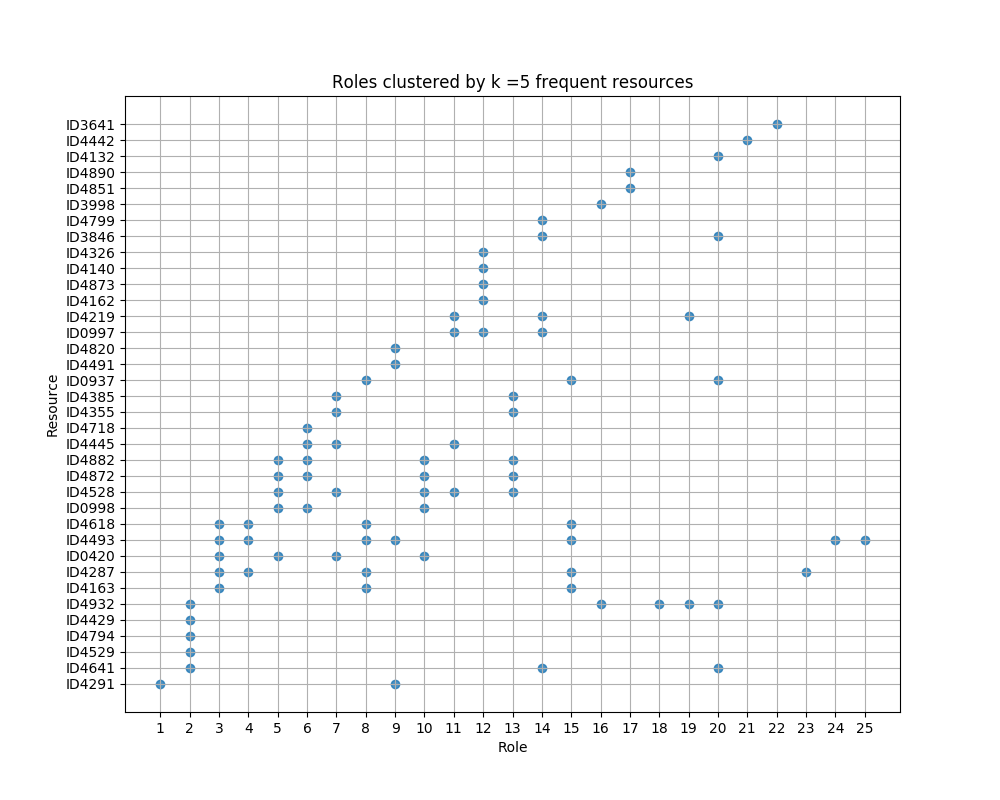 Roles clustered by k =5 frequent resources
ID3641
ID4442
ID4132
ID4890
ID4851
ID3998
ID4799
ID3846
ID4326
ID4140
ID4873
ID4162
ID4219
ID0997
ID4820
ID4491
ID0937
ID4385
ID4355
ID4718
ID4445
ID4882
ID4872
ID4528
ID0998
ID4618
ID4493
ID0420
ID4287
ID4163
ID4932
ID4429
ID4794
ID4529
ID4641
ID4291
Resource
1 2 3 4 5 6 7 8 9 10 11 12 13 14 15 16 17 18 19 20 21 22 23 24 25
Role